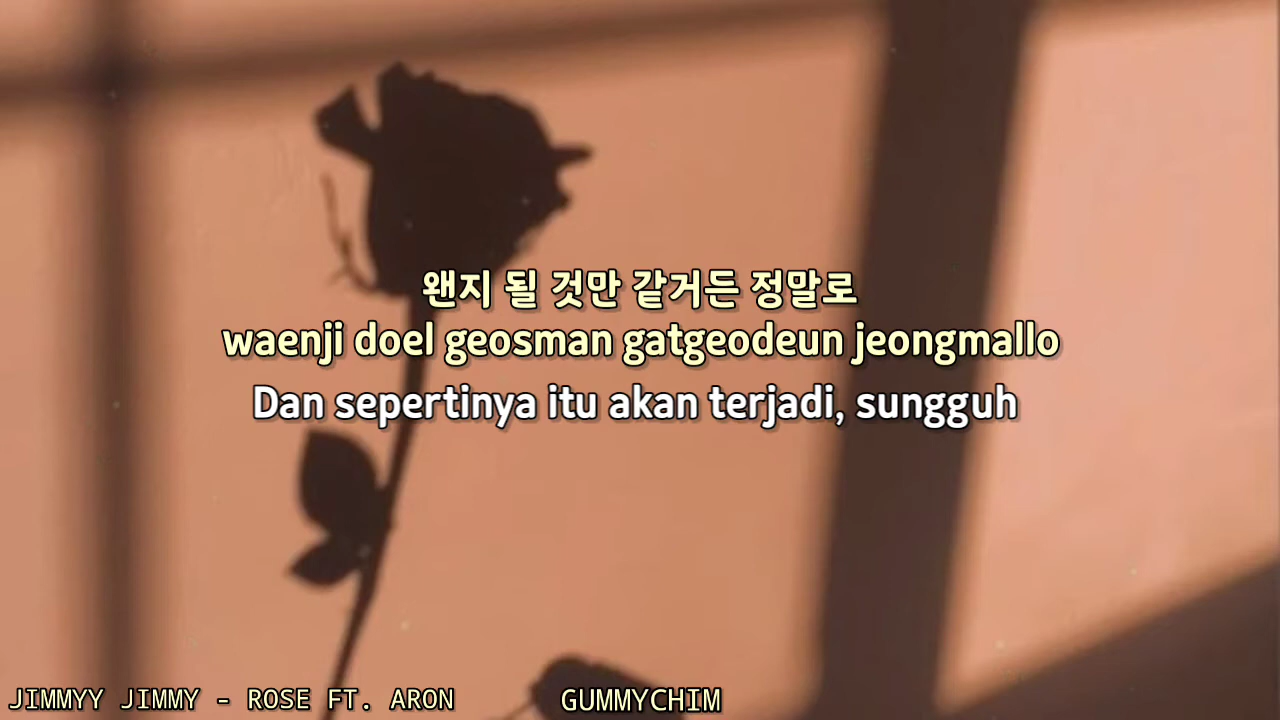 왠지 될 것만 같거든 정말로
waenji doel geosman gatgeodeun jeongmallo
Dan sepertinya itu akan terjadi, sungguh
JIMMYY JIMMY - ROSE FT. ARON
GUMMYCHIM